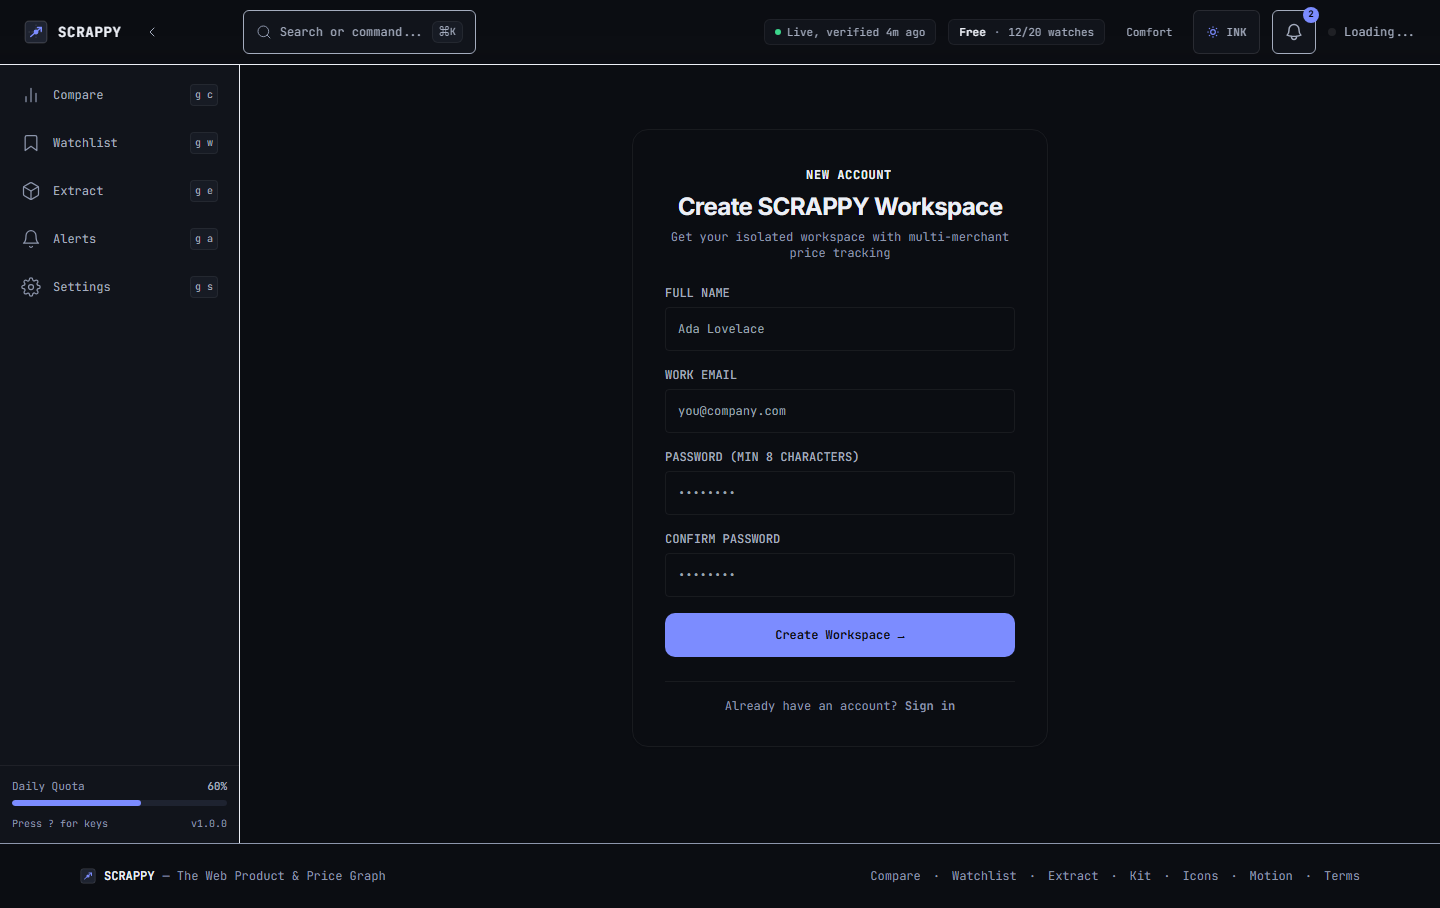 SCRAPPY
Search or command... ⌘K
Live, verified 4m ago
Free · 12/20 watches
Comfort
INK
2
Loading...
Compare g c
Watchlist g w
Extract g e
Alerts g a
Settings g s
NEW ACCOUNT
Create SCRAPPY Workspace
Get your isolated workspace with multi-merchant
price tracking
FULL NAME
Ada Lovelace
WORK EMAIL
you@company.com
PASSWORD (MIN 8 CHARACTERS)
••••••••
CONFIRM PASSWORD
••••••••
Create Workspace →
Already have an account? Sign in
Daily Quota 60%
Press ? for keys v1.0.0
SCRAPPY — The Web Product & Price Graph
Compare · Watchlist · Extract · Kit · Icons · Motion · Terms